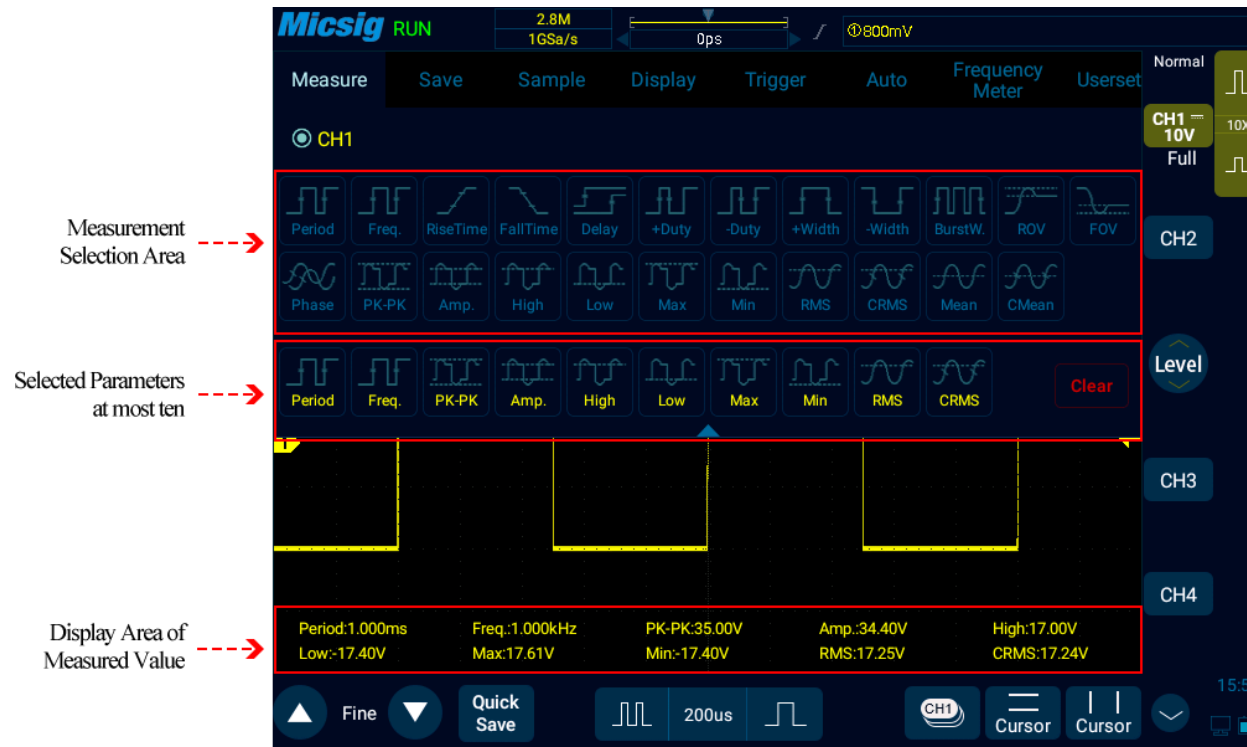 Micsig RUN 2.8M 1GSa/s 0ps ①800mV
Measure Save Sample Display Trigger Auto Frequency Meter Userset
Normal
CH1
CH1 10V 10X
Full
Measurement
Selection Area
Period Freq. RiseTime FallTime Delay +Duty -Duty +Width -Width BurstW. ROV FOV
CH2
Phase PK-PK Amp. High Low Max Min RMS CRMS Mean CMean
Selected Parameters
at most ten
Period Freq. PK-PK Amp. High Low Max Min RMS CRMS Clear
Level
1
CH3
CH4
Display Area of
Measured Value
Period:1.000ms Freq.:1.000kHz PK-PK:35.00V Amp.:34.40V High:17.00V
Low:-17.40V Max:17.61V Min:-17.40V RMS:17.25V CRMS:17.24V
Fine Quick Save 200us CH1 Cursor Cursor